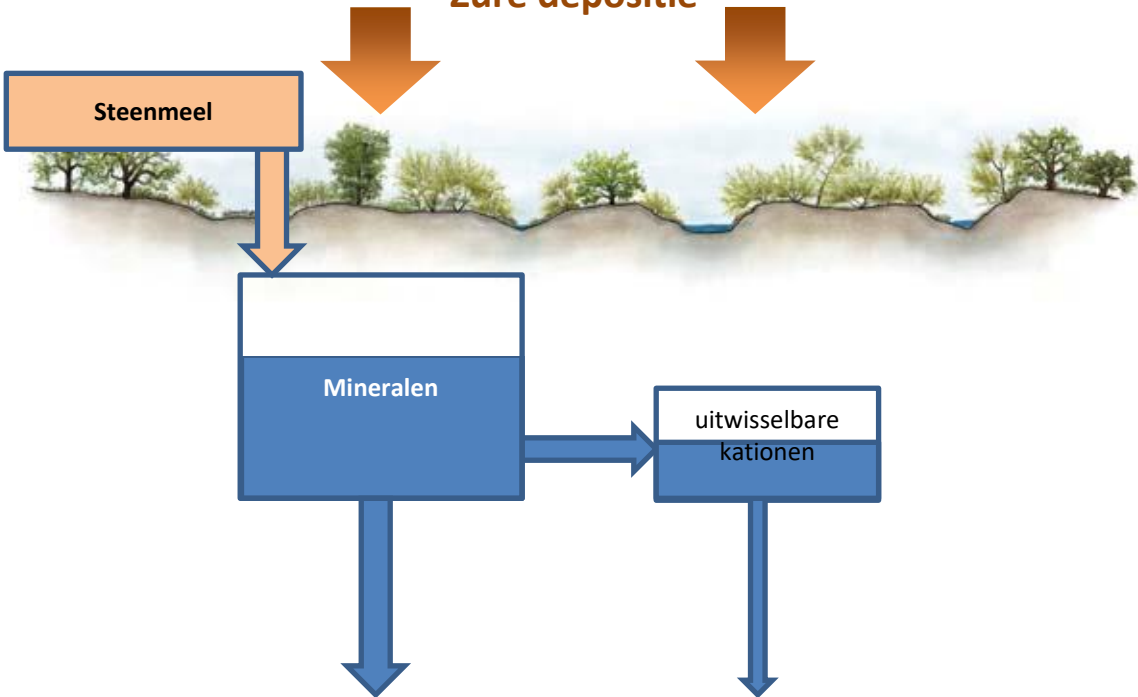 Zure depositie
Steenmeel
Mineralen
uitwisselbare
kationen